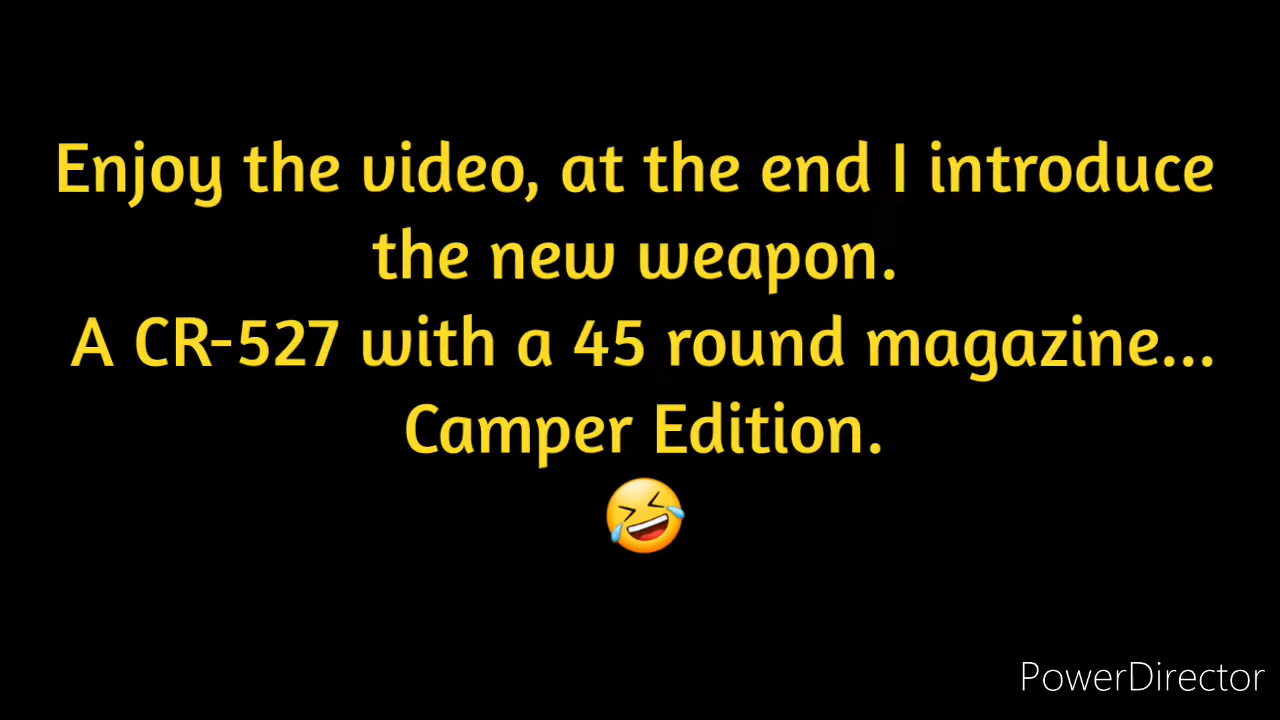 Enjoy the video, at the end I introduce
the new weapon.
A CR-527 with a 45 round magazine...
Camper Edition.
🤣
PowerDirector